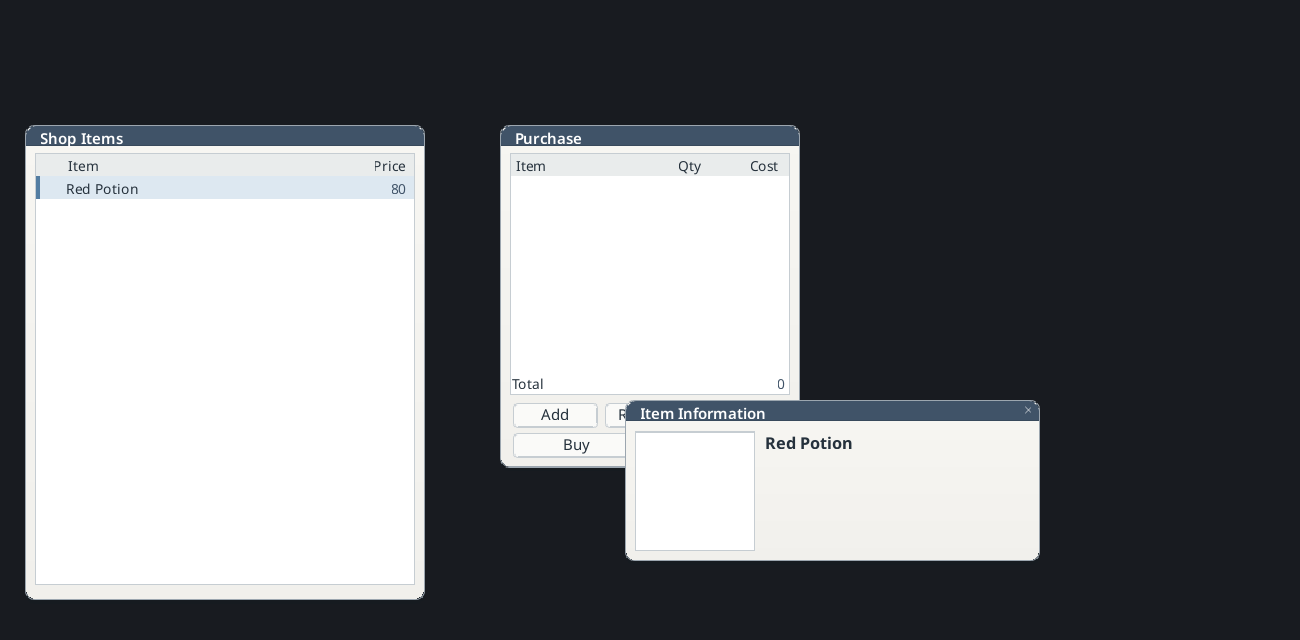 Shop Items
Item Price
Red Potion 80
Purchase
Item Qty Cost
Total 0
Add R
Buy
Item Information ×
Red Potion